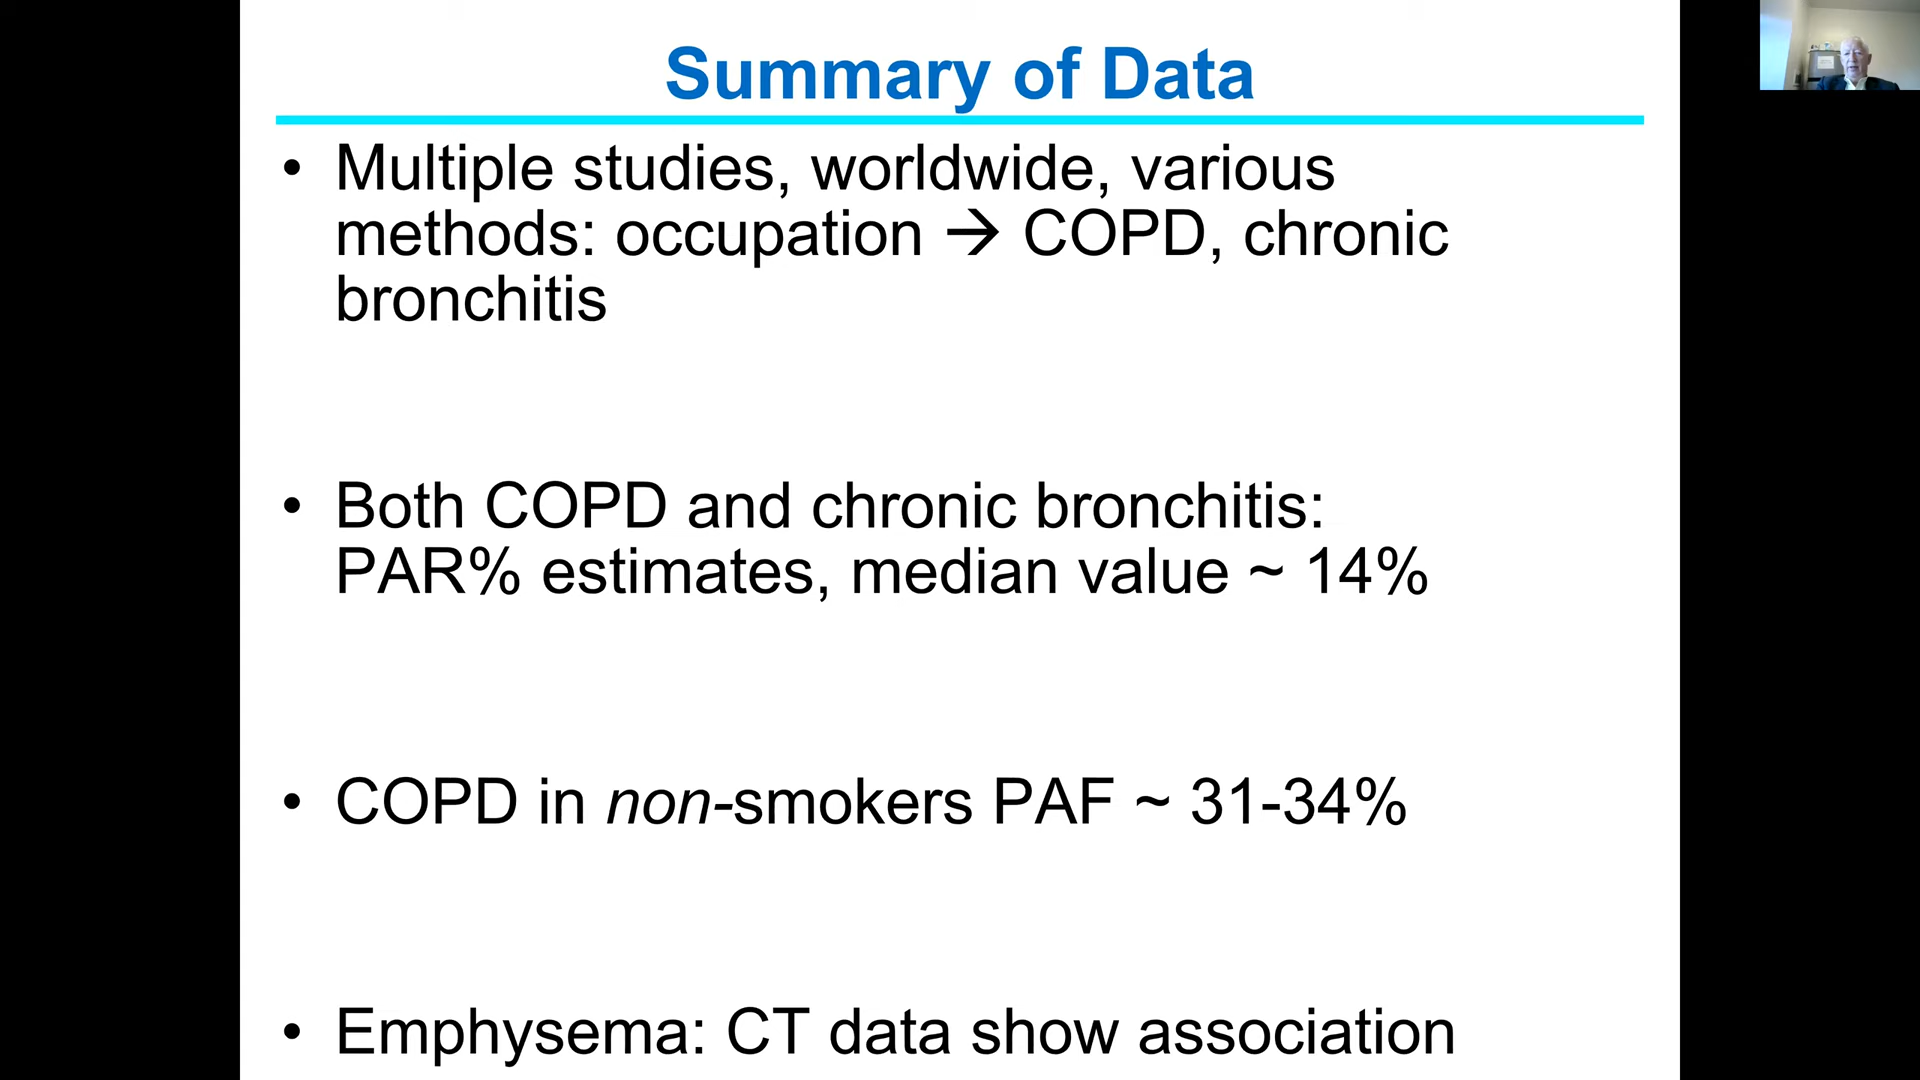 Summary of Data
• Multiple studies, worldwide, various
methods: occupation → COPD, chronic
bronchitis
• Both COPD and chronic bronchitis:
PAR% estimates, median value ~ 14%
• COPD in non-smokers PAF ~ 31-34%
• Emphysema: CT data show association